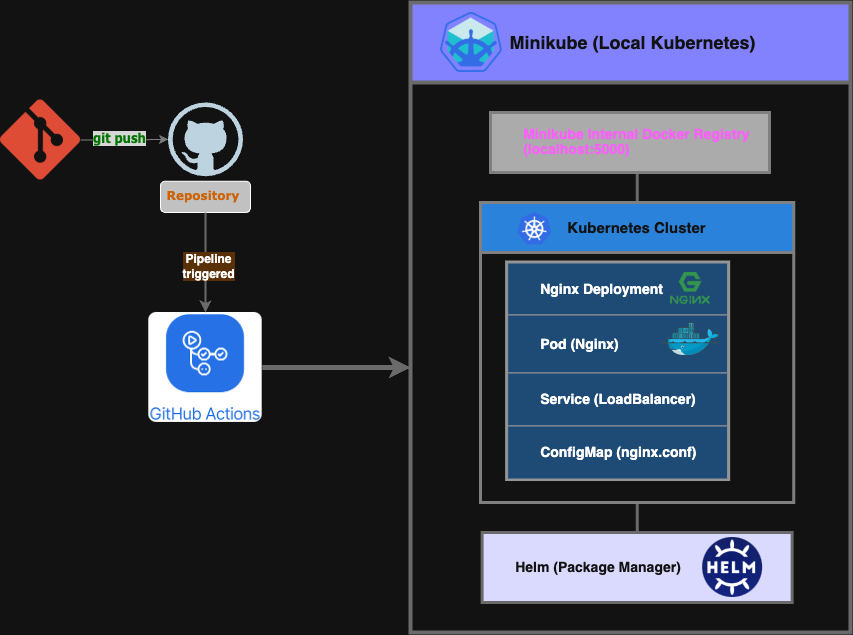 Minikube (Local Kubernetes)
git push
Repository
Pipeline
triggered
GitHub Actions
Minikube Internal Docker Registry
(localhost:5000)
Kubernetes Cluster
Nginx Deployment
NGINX
Pod (Nginx)
Service (LoadBalancer)
ConfigMap (nginx.conf)
Helm (Package Manager)
HELM